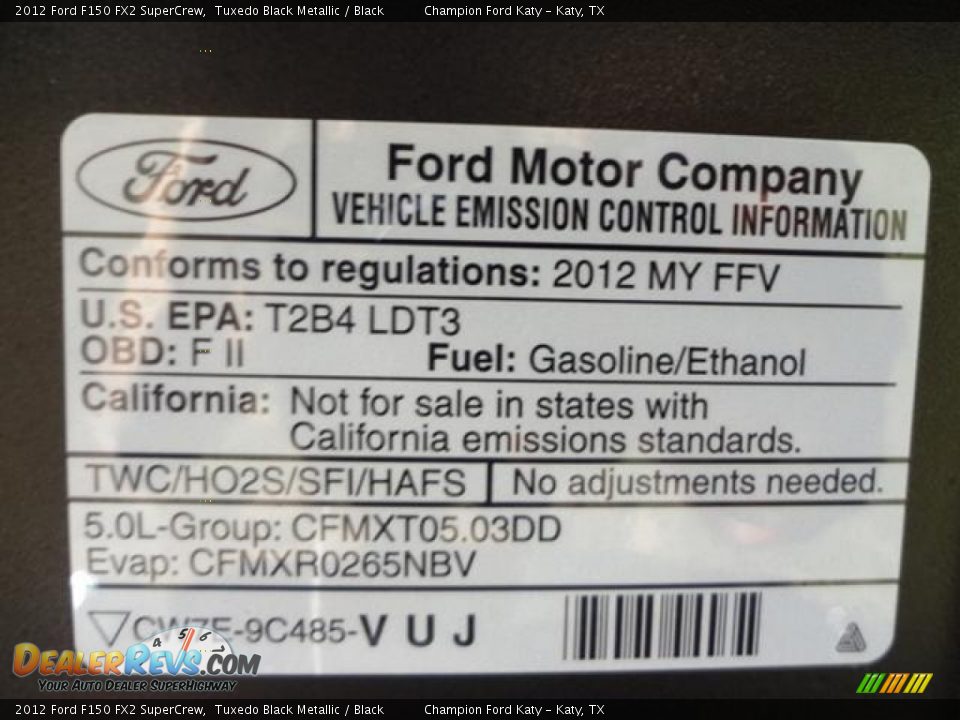 2012 Ford F150 FX2 SuperCrew, Tuxedo Black Metallic / Black Champion Ford Katy - Katy, TX
Ford
Ford Motor Company
VEHICLE EMISSION CONTROL INFORMATION
Conforms to regulations: 2012 MY FFV
U.S. EPA: T2B4 LDT3
OBD: F II Fuel: Gasoline/Ethanol
California: Not for sale in states with
California emissions standards.
TWC/HO2S/SFI/HAFS No adjustments needed.
5.0L-Group: CFMXT05.03DD
Evap: CFMXR0265NBV
CW7E-9C485-V U J
4 5 6
DEALERREVS.COM
YOUR AUTO DEALER SUPERHIGHWAY
2012 Ford F150 FX2 SuperCrew, Tuxedo Black Metallic / Black Champion Ford Katy - Katy, TX